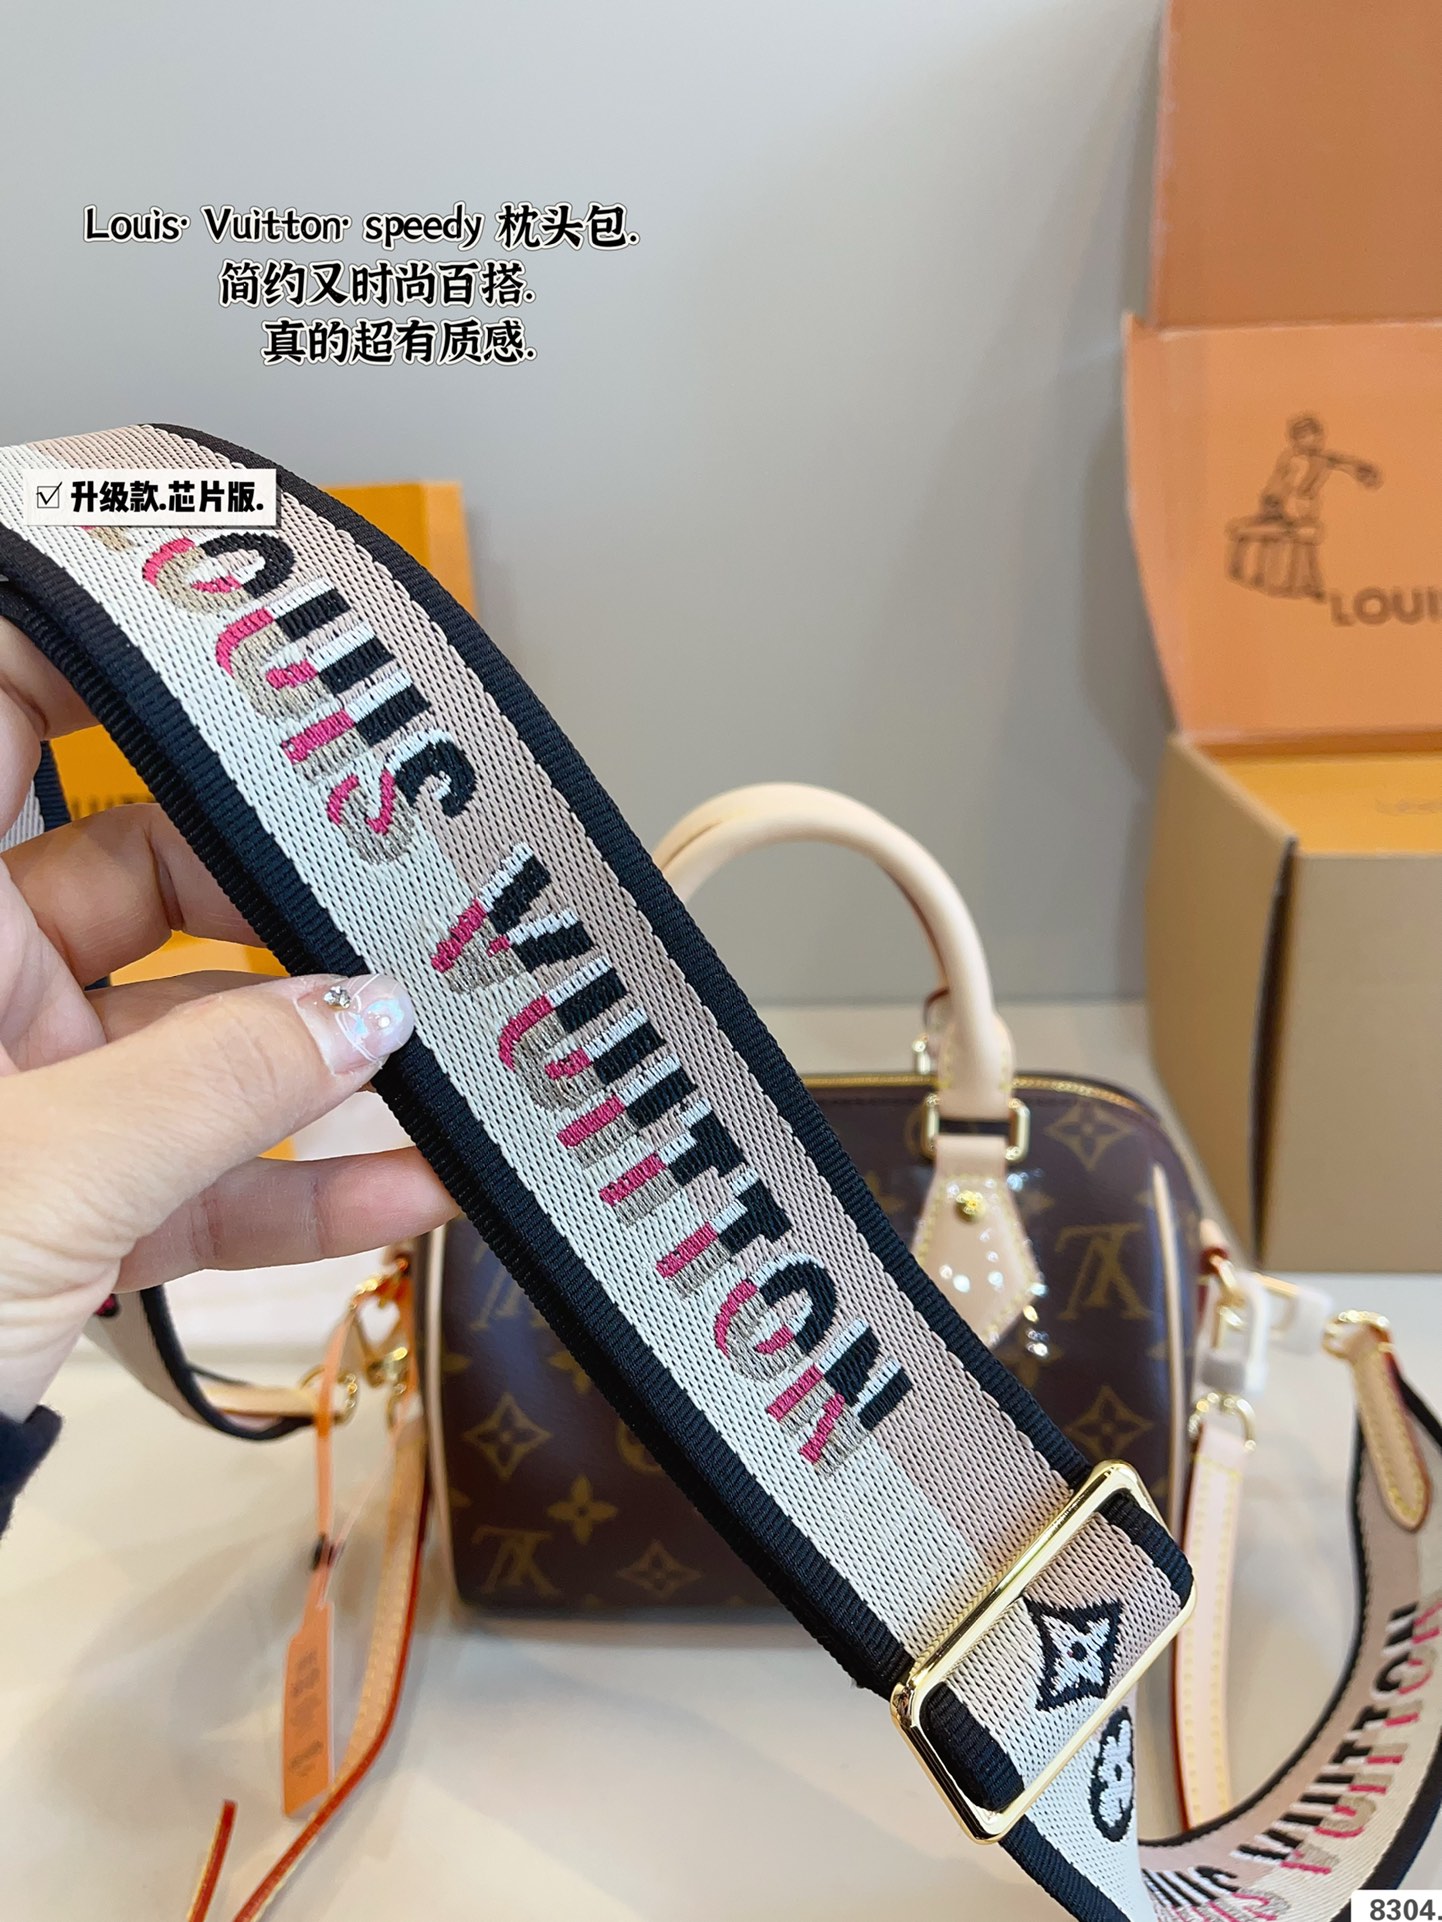 Louis· Vuitton· speedy 枕头包.
简约又时尚百搭.
真的超有质感.
☑ 升级款.芯片版.
LOUIS VUITTON
LOUI
VUITTON
8304.